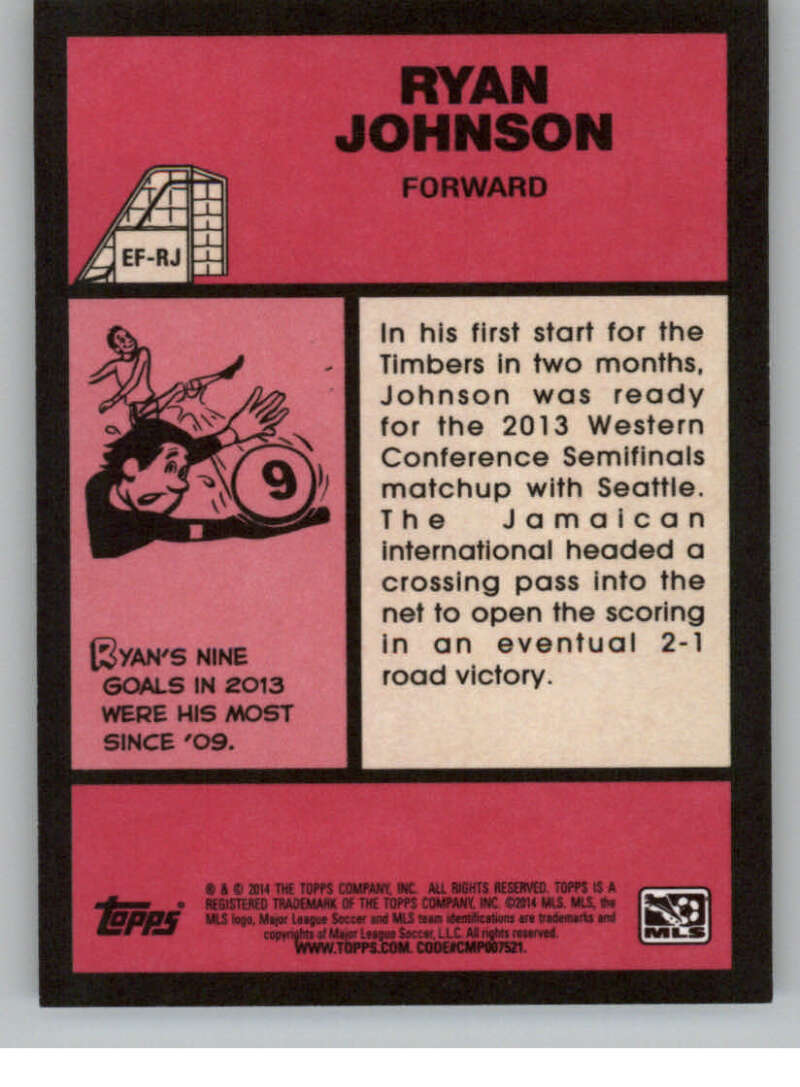 RYAN
JOHNSON
FORWARD
EF-RJ
9
RYAN'S NINE
GOALS IN 2013
WERE HIS MOST
SINCE '09.
In his first start for the
Timbers in two months,
Johnson was ready
for the 2013 Western
Conference Semifinals
matchup with Seattle.
The Jamaican
international headed a
crossing pass into the
net to open the scoring
in an eventual 2-1
road victory.
topps®
® & © 2014 THE TOPPS COMPANY, INC. ALL RIGHTS RESERVED. TOPPS IS A
REGISTERED TRADEMARK OF THE TOPPS COMPANY, INC. ©2014 MLS. MLS, the
MLS logo, Major League Soccer and MLS team identifications are trademarks and
copyrights of Major League Soccer, L.L.C. All rights reserved.
WWW.TOPPS.COM. CODE#CMP007521.
MLS